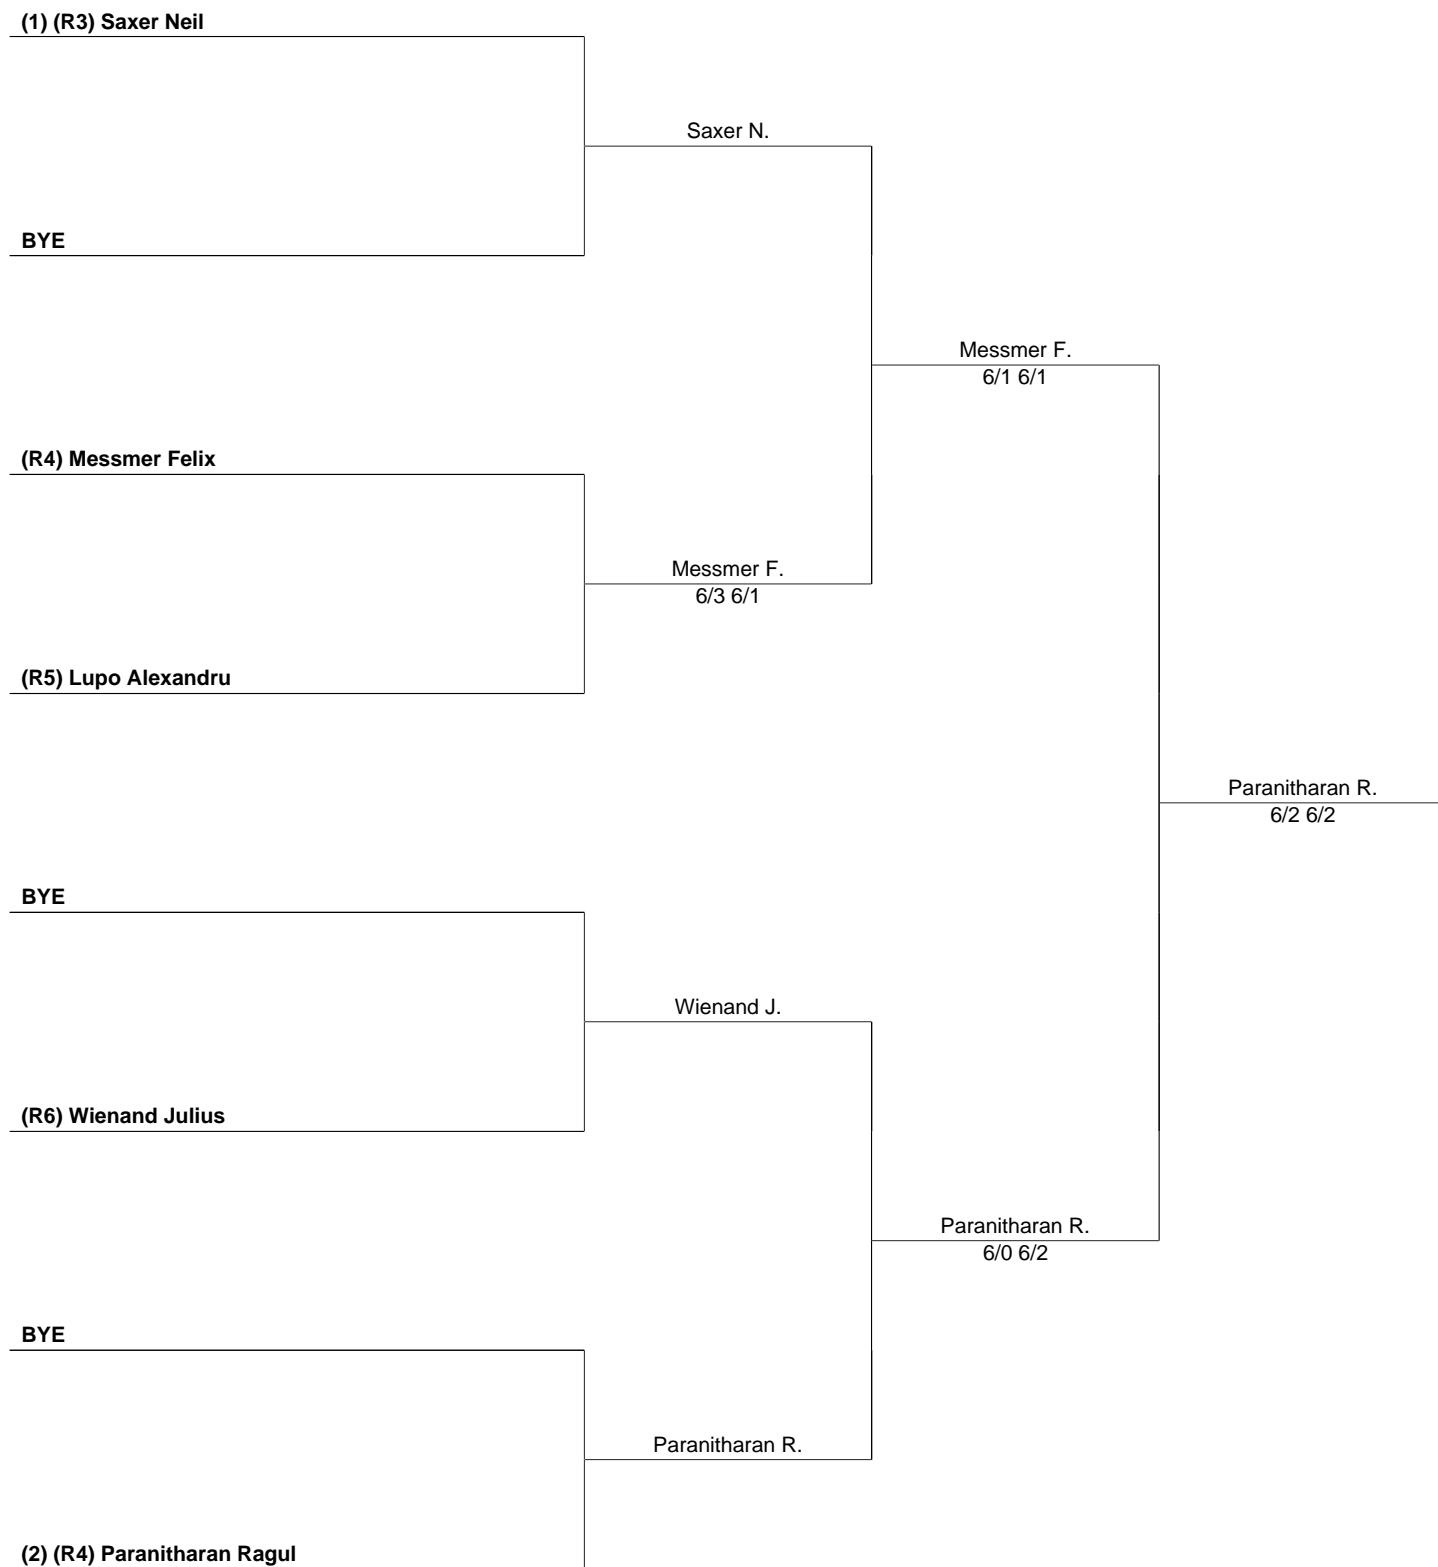 (1) (R3) Saxer Neil
Saxer N.
BYE
Messmer F.
6/1 6/1
(R4) Messmer Felix
Messmer F.
6/3 6/1
(R5) Lupo Alexandru
Paranitharan R.
6/2 6/2
BYE
Wienand J.
(R6) Wienand Julius
Paranitharan R.
6/0 6/2
BYE
Paranitharan R.
(2) (R4) Paranitharan Ragul